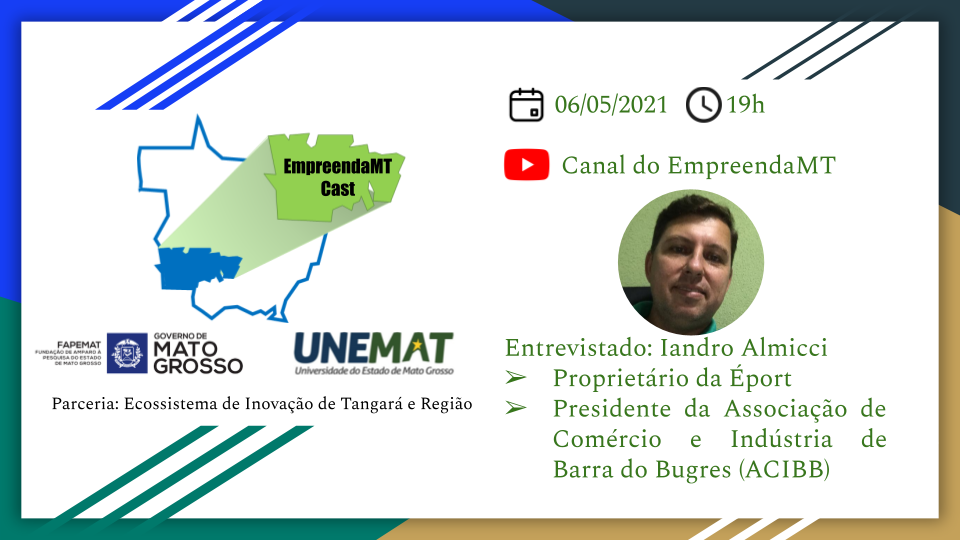 06/05/2021 19h
Canal do EmpreendaMT
EmpreendaMT
Cast
FAPEMAT
FUNDAÇÃO DE AMPARO À
PESQUISA DO ESTADO
DE MATO GROSSO
GOVERNO DE
MATO
GROSSO
UNEMAT
Universidade do Estado de Mato Grosso
Parceria: Ecossistema de Inovação de Tangará e Região
Entrevistado: Iandro Almicci
➢ Proprietário da Éport
➢ Presidente da Associação de
Comércio e Indústria de
Barra do Bugres (ACIBB)